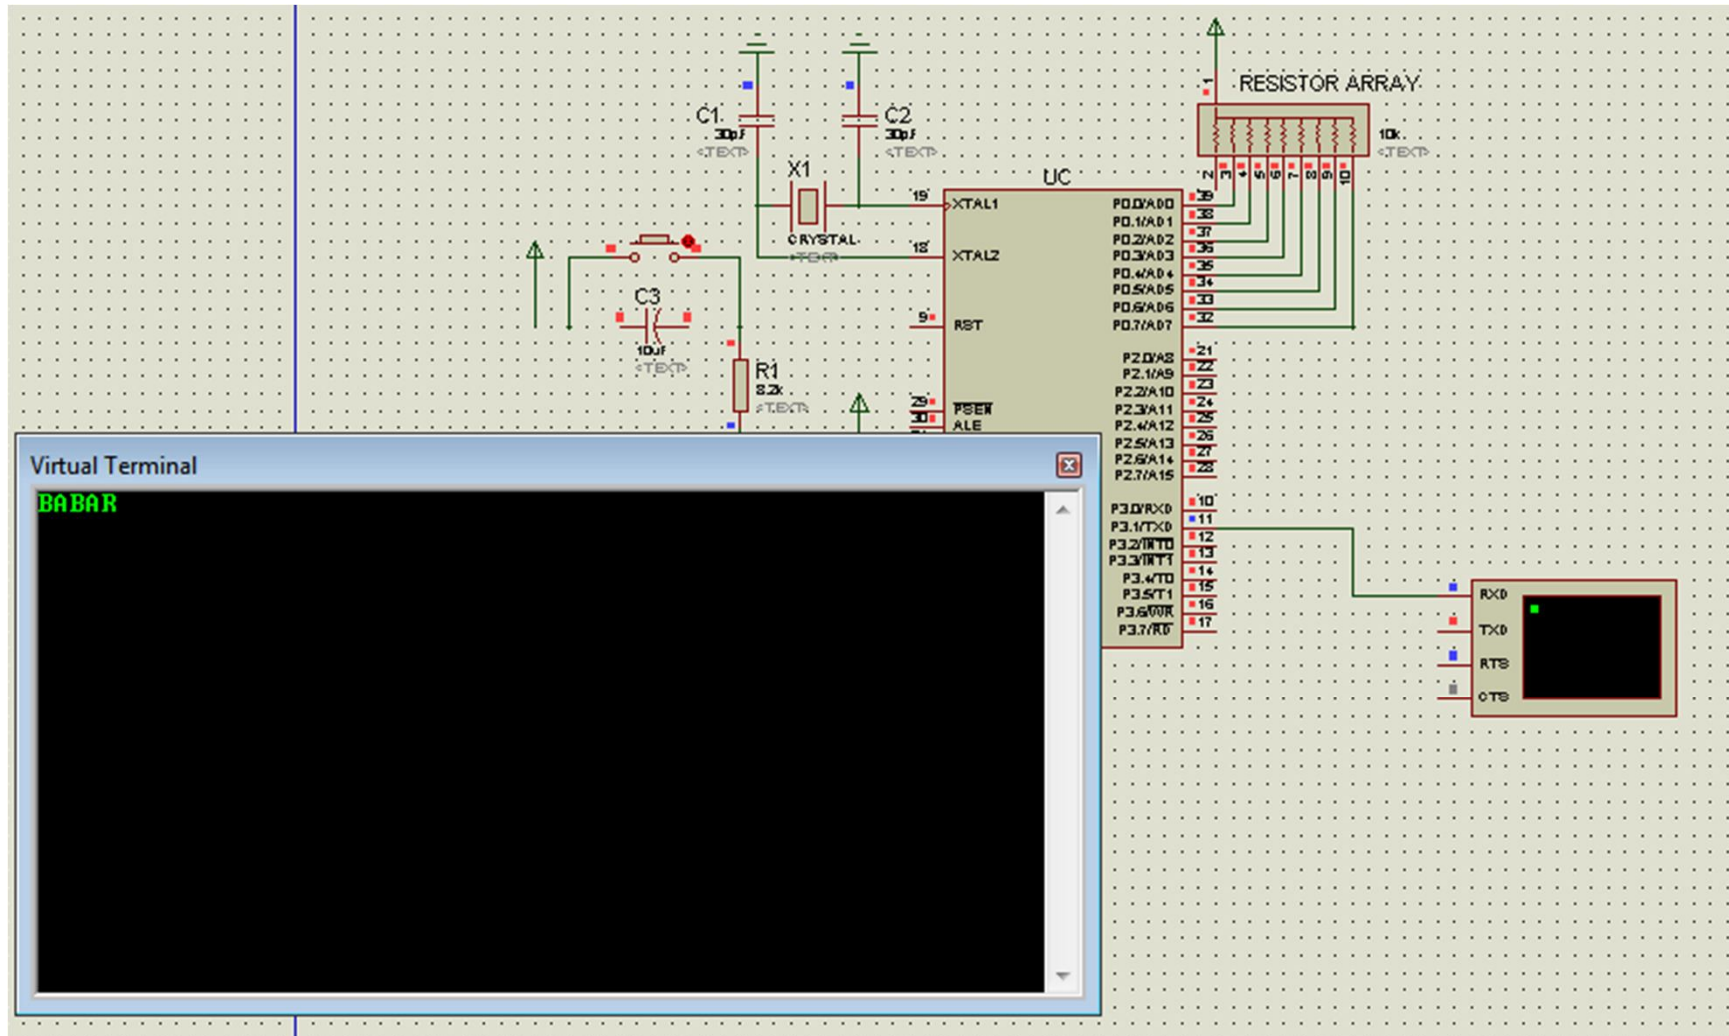 RESISTOR ARRAY
1
10k
<TEXT>
2
3
4
5
6
7
8
9
10
C1
30pF
<TEXT>
C2
30pF
<TEXT>
X1
CRYSTAL
<TEXT>
UC
19
XTAL1
18
XTAL2
9
RST
29
PSEN
30
ALE
P0.0/AD0
39
P0.1/AD1
38
P0.2/AD2
37
P0.3/AD3
36
P0.4/AD4
35
P0.5/AD5
34
P0.6/AD6
33
P0.7/AD7
32
P2.0/A8
21
P2.1/A9
22
P2.2/A10
23
P2.3/A11
24
P2.4/A12
25
P2.5/A13
26
P2.6/A14
27
P2.7/A15
28
P3.0/RXD
10
P3.1/TXD
11
P3.2/INT0
12
P3.3/INT1
13
P3.4/T0
14
P3.5/T1
15
P3.6/WR
16
P3.7/RD
17
C3
10uF
<TEXT>
R1
8.2k
<TEXT>
Virtual Terminal
BABAR
RXD
TXD
RTS
CTS